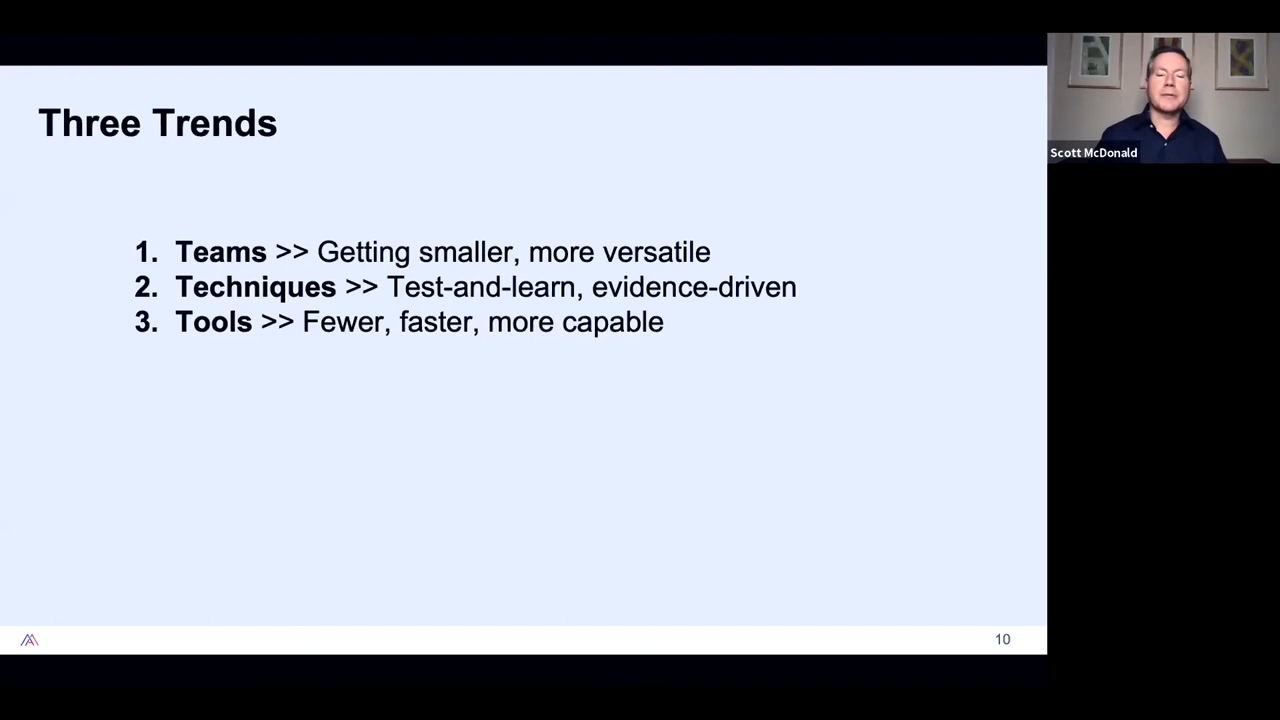 Three Trends
1. Teams >> Getting smaller, more versatile
2. Techniques >> Test-and-learn, evidence-driven
3. Tools >> Fewer, faster, more capable
10
Scott McDonald